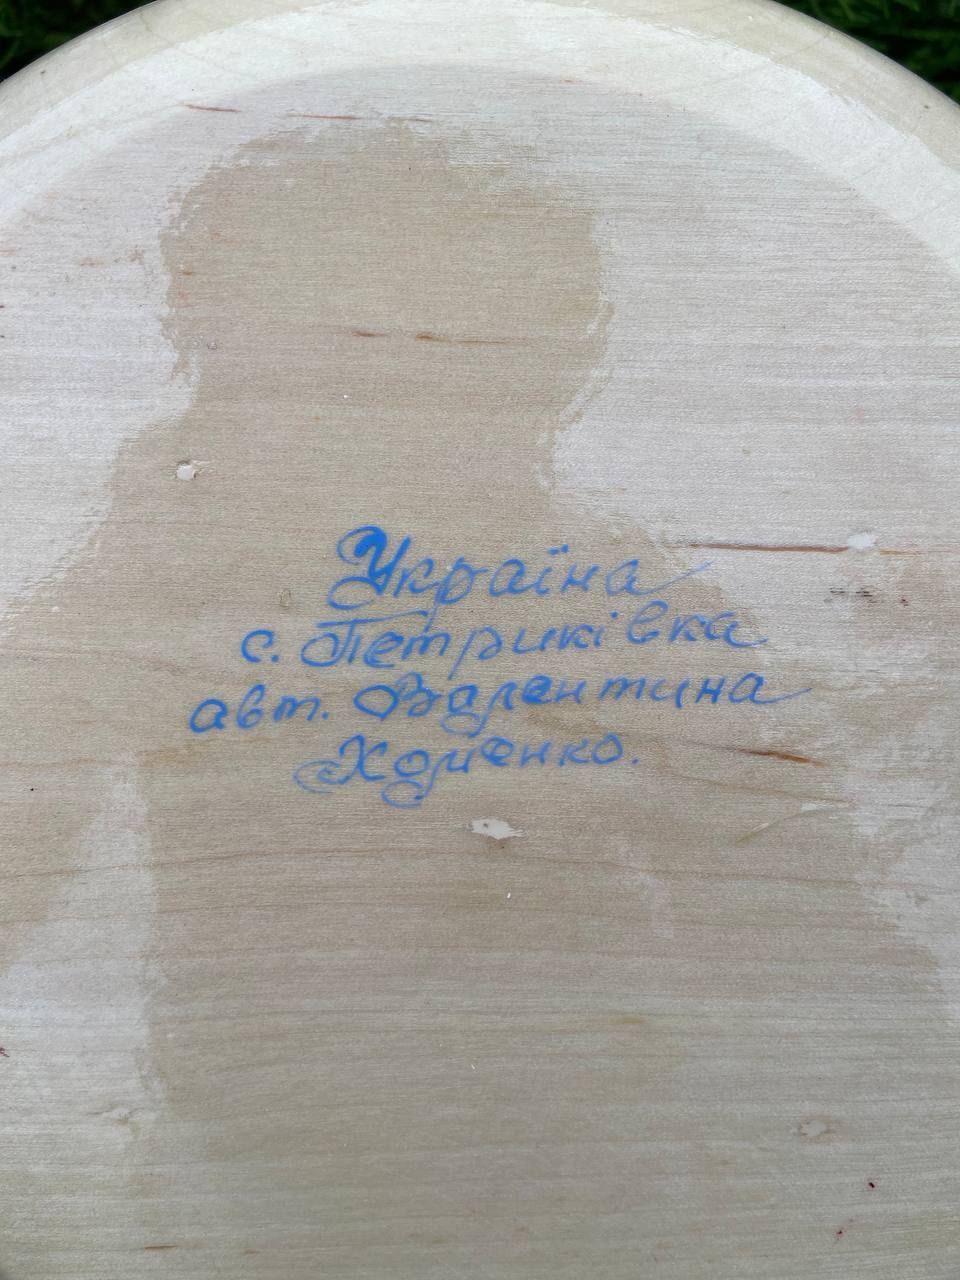 Україна
с. Петриківка
авт. Валентина
Хоменко.